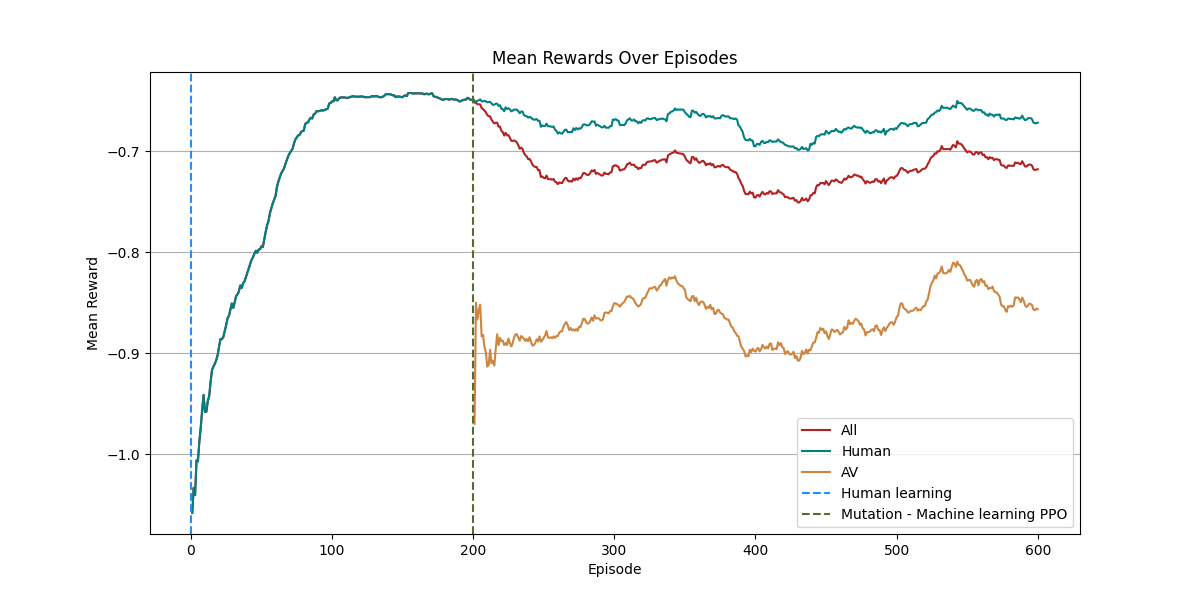 Mean Rewards Over Episodes
Mean Reward
−0.7
−0.8
−0.9
−1.0
All
Human
AV
Human learning
Mutation - Machine learning PPO
0 100 200 300 400 500 600
Episode